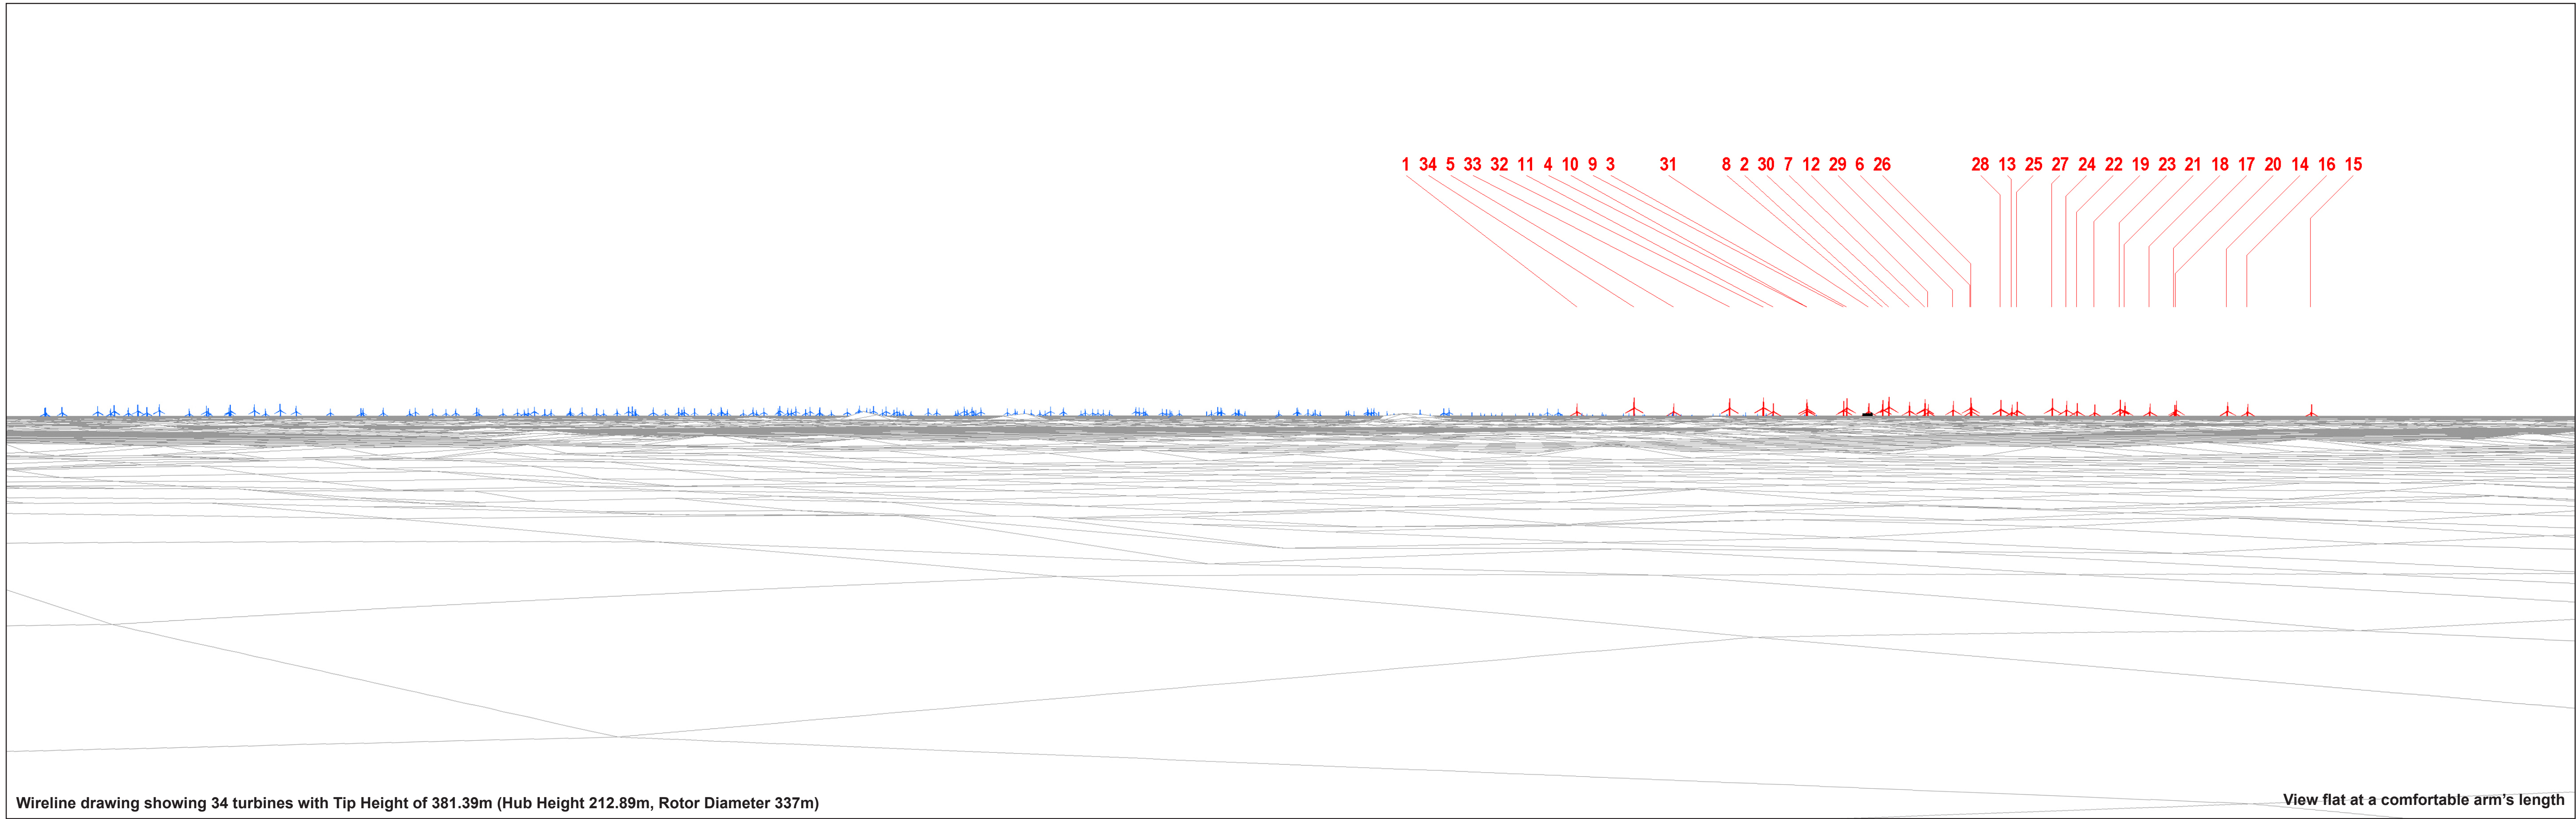 1 34 5 33 32 11 4 10 9 3 31 8 2 30 7 12 29 6 26 28 13 25 27 24 22 19 23 21 18 17 20 14 16 15
Wireline drawing showing 34 turbines with Tip Height of 381.39m (Hub Height 212.89m, Rotor Diameter 337m)
View flat at a comfortable arm's length